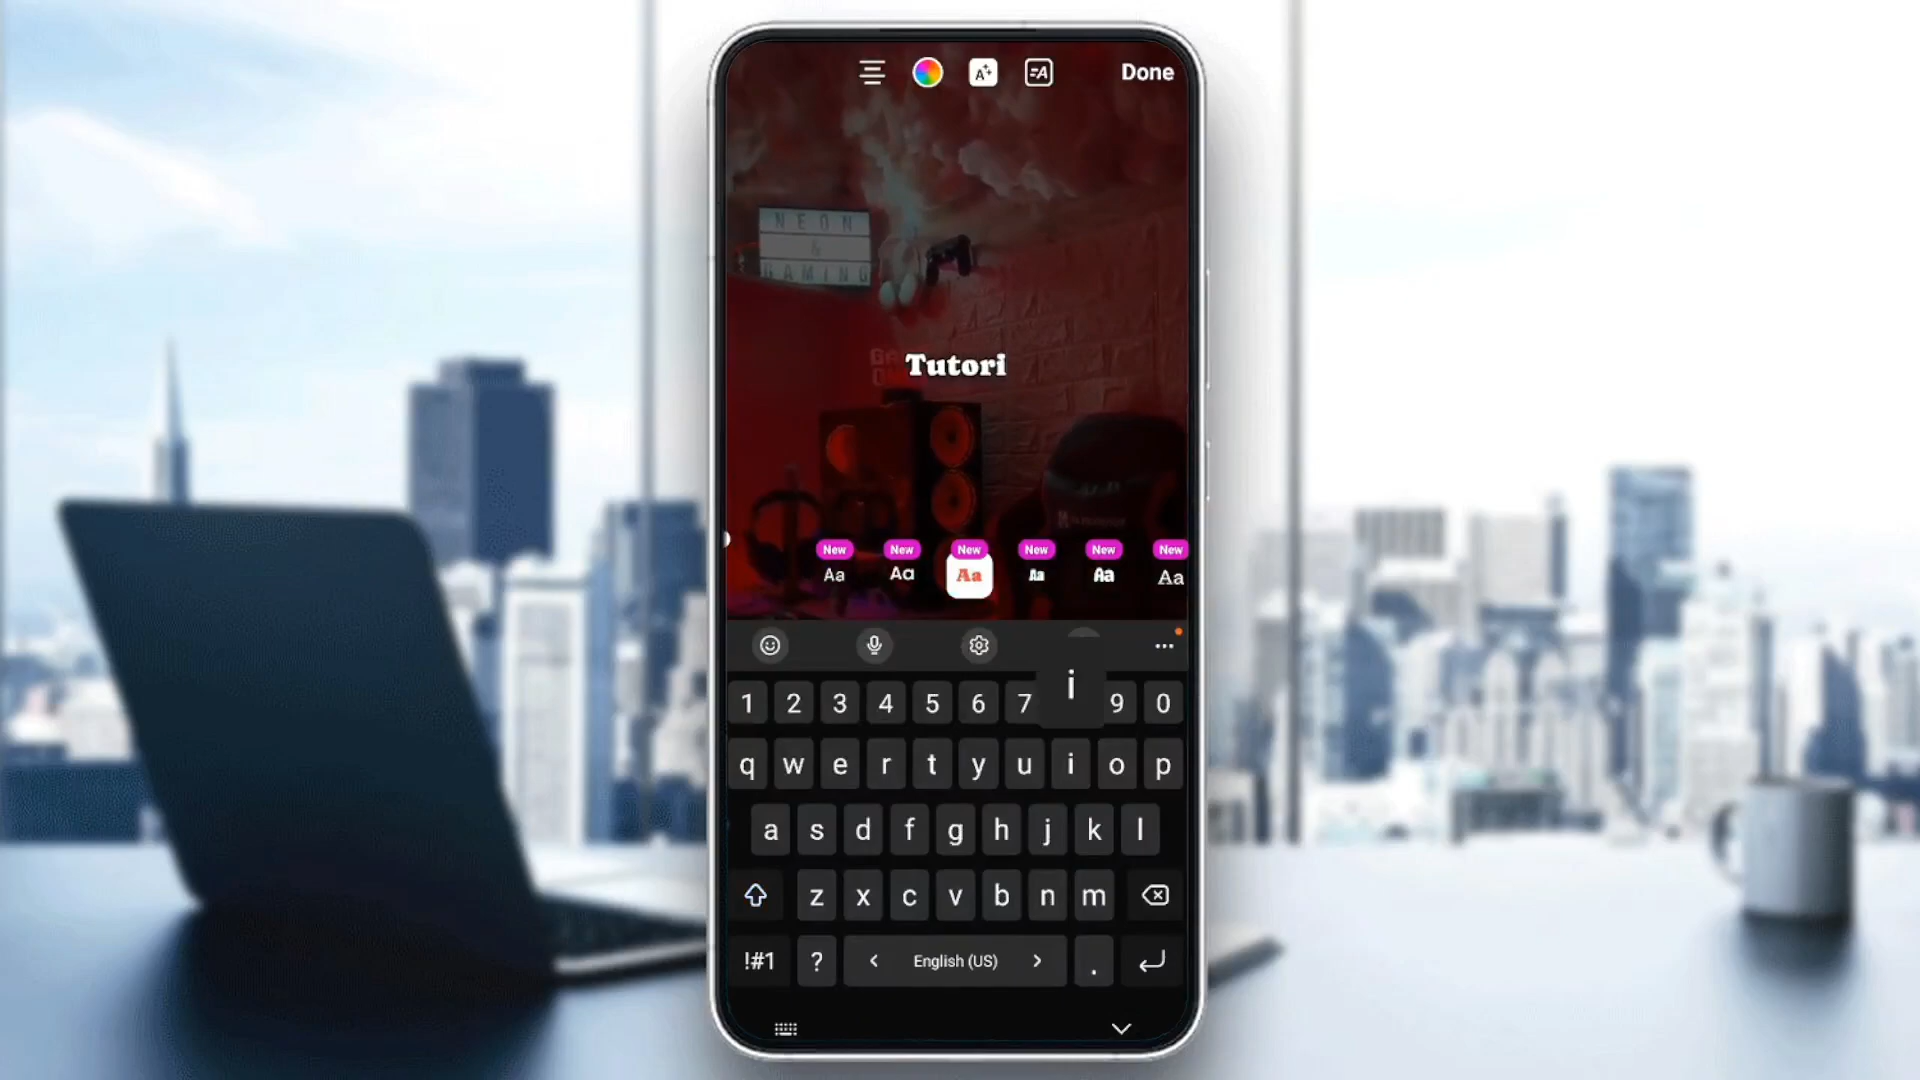 Done
NEON
&
GAMING
Tutori
New New New New New New
Aa Aa Aa Aa Aa Aa
i
1 2 3 4 5 6 7 9 0
q w e r t y u i o p
a s d f g h j k l
z x c v b n m
!#1 ? < English (US) > .